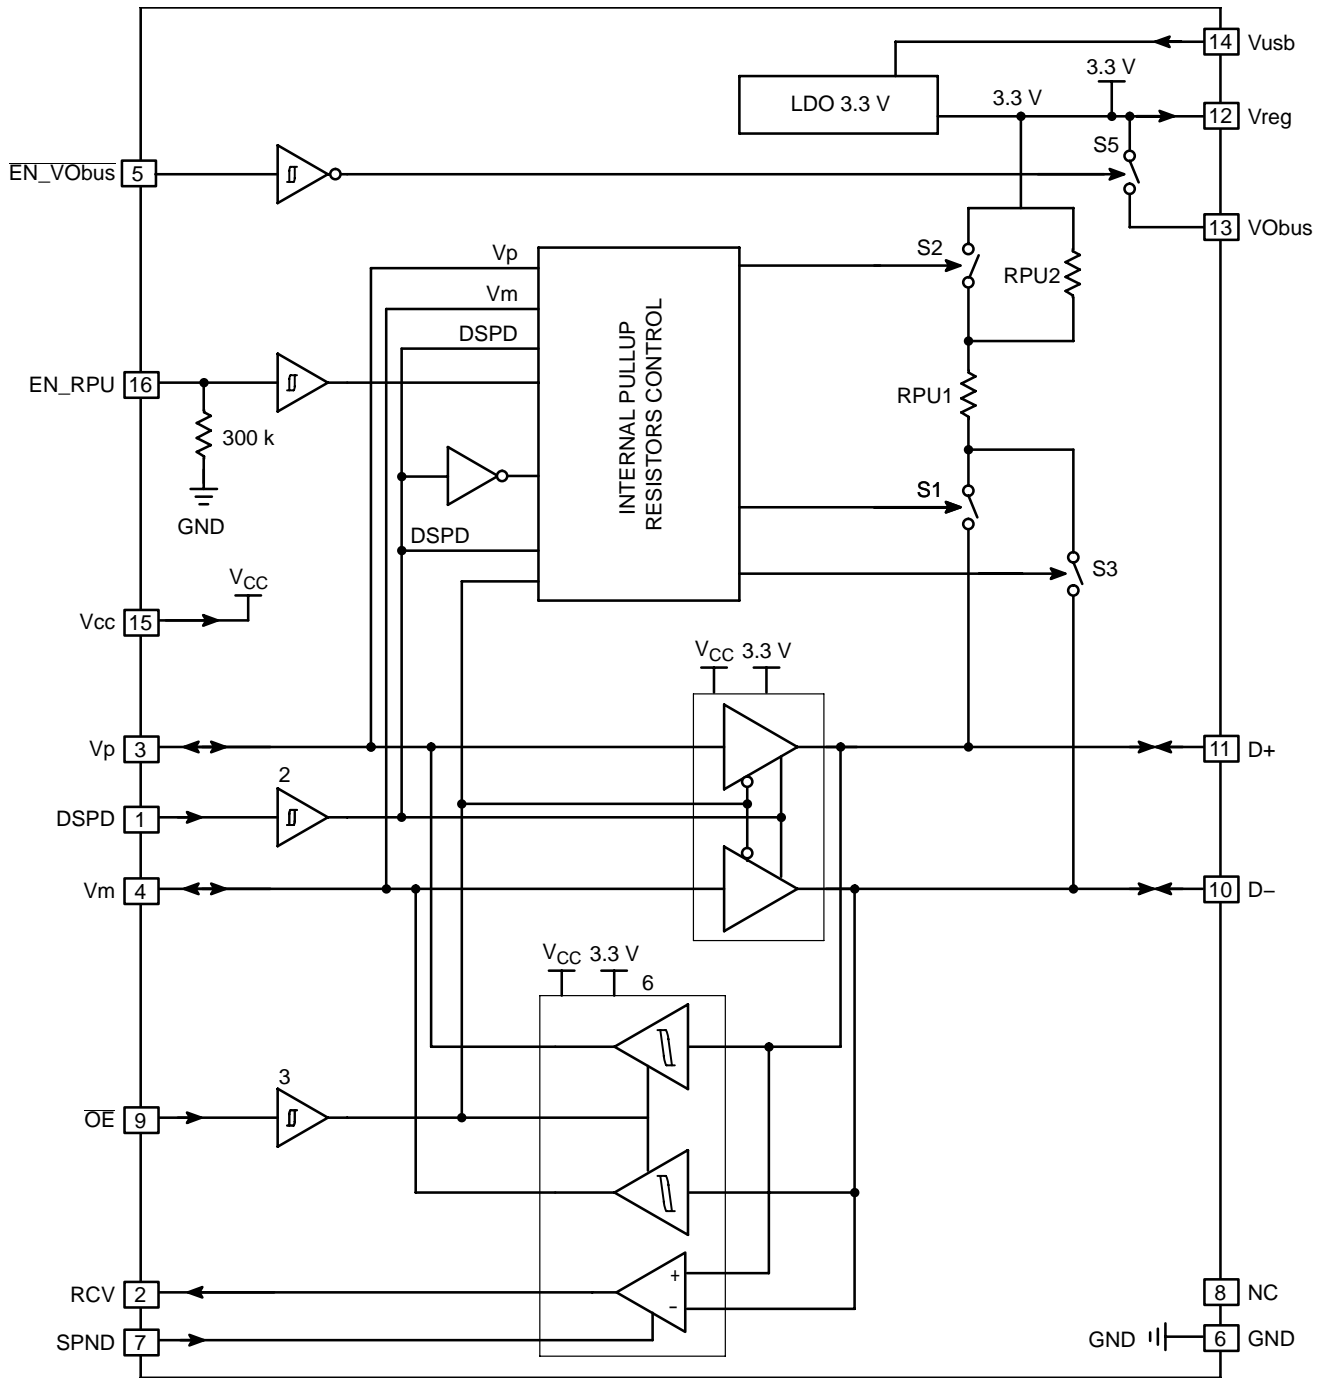 14 Vusb
3.3 V
LDO 3.3 V
3.3 V
12 Vreg
S5
EN_VObus 5
13 VObus
Vp
S2
RPU2
Vm
DSPD
INTERNAL PULLUP
RESISTORS CONTROL
EN_RPU 16
RPU1
300 k
S1
GND
DSPD
S3
VCC
Vcc 15
VCC 3.3 V
Vp 3
11 D+
2
DSPD 1
Vm 4
10 D−
VCC 3.3 V
6
3
OE 9
RCV 2
+
−
8 NC
SPND 7
GND 6 GND